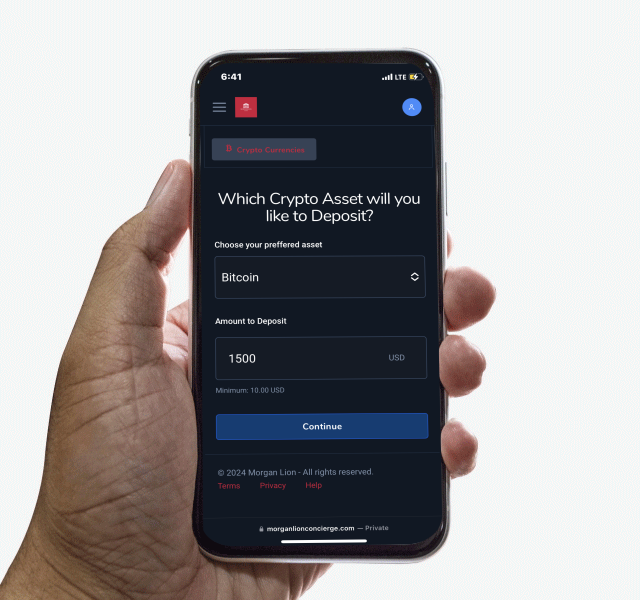 6:41
LTE
Crypto Currencies
Which Crypto Asset will you
like to Deposit?
Choose your preffered asset
Bitcoin
Amount to Deposit
1500 USD
Minimum: 10.00 USD
Continue
© 2024 Morgan Lion - All rights reserved.
Terms Privacy Help
morganlionconcierge.com — Private